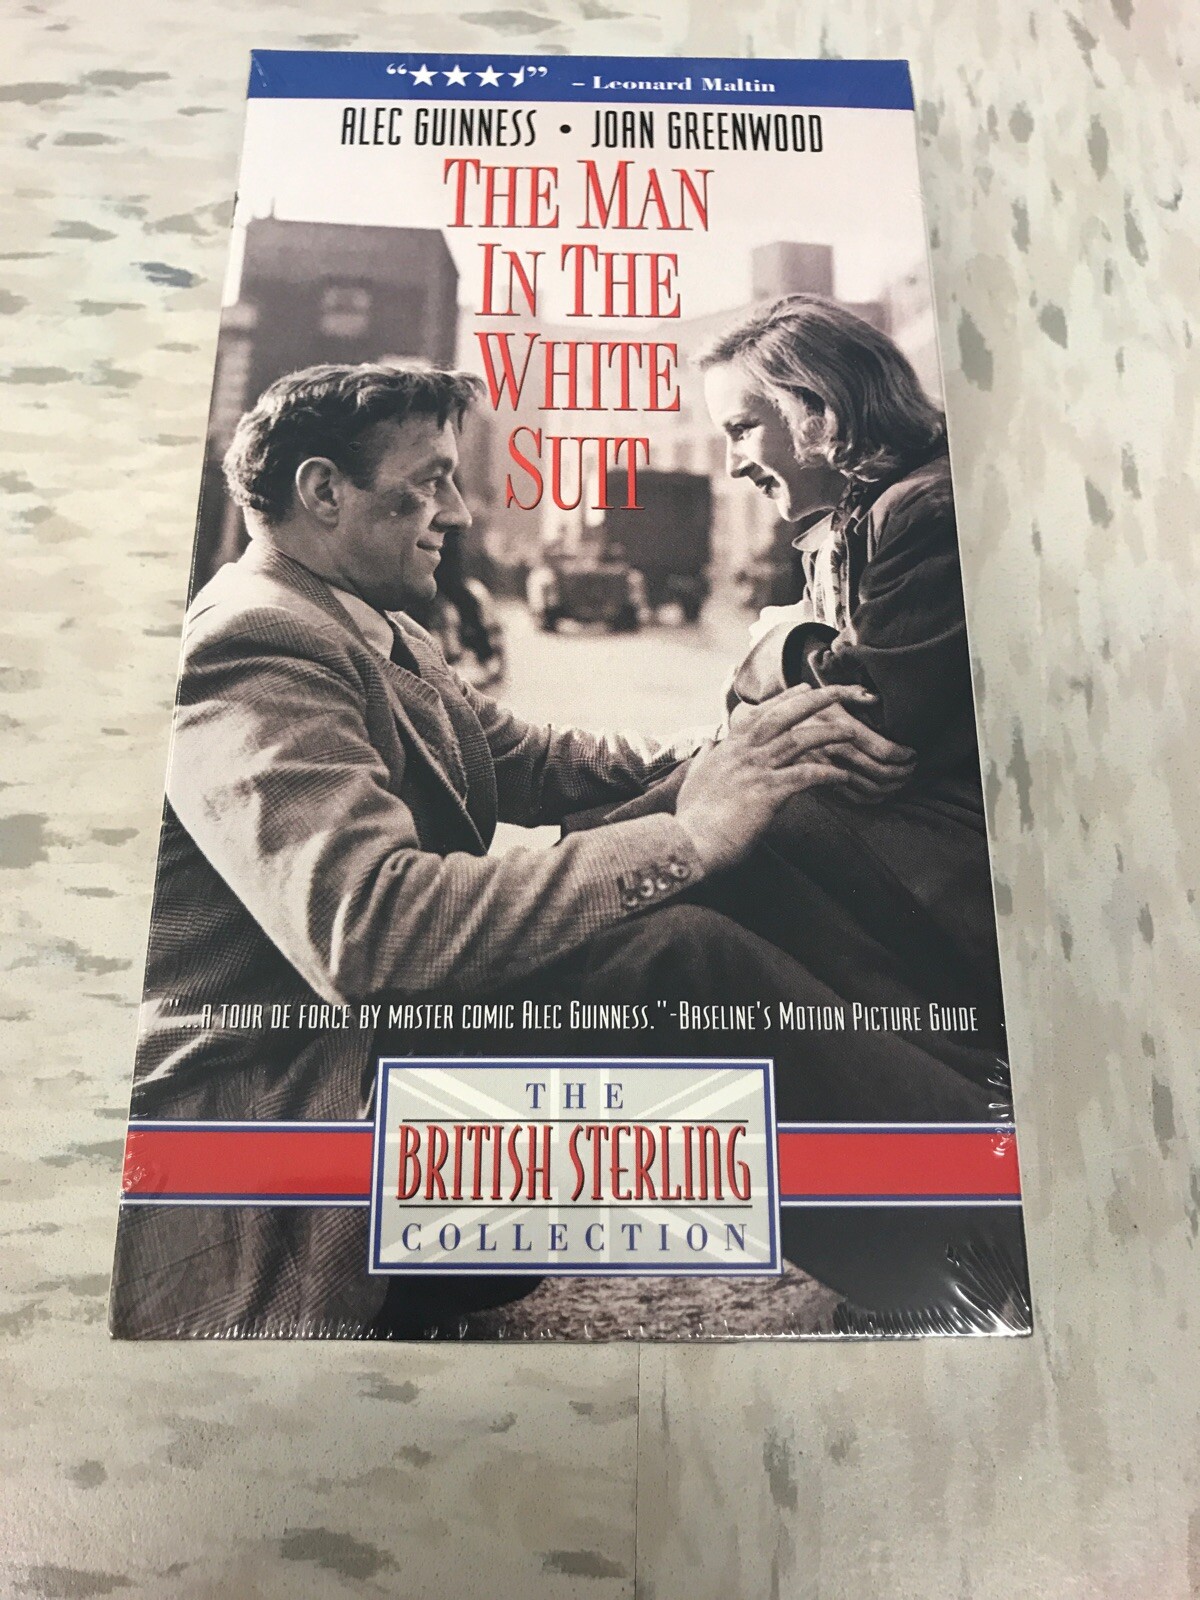 “★★★½” – Leonard Maltin
ALEC GUINNESS • JOAN GREENWOOD
THE MAN
IN THE
WHITE
SUIT
"...A TOUR DE FORCE BY MASTER COMIC ALEC GUINNESS."-BASELINE'S MOTION PICTURE GUIDE
THE
BRITISH STERLING
COLLECTION